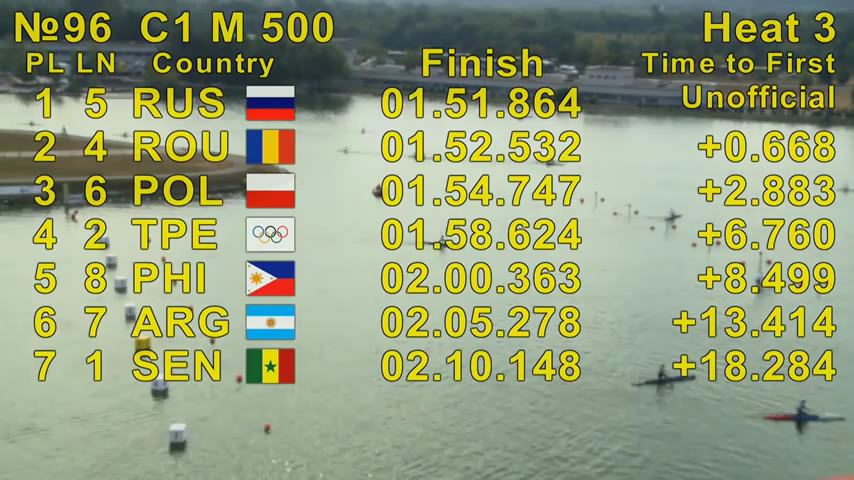 №96 C1 M 500 Heat 3
PL LN Country Finish Time to First
Unofficial
1 5 RUS 01.51.864
2 4 ROU 01.52.532 +0.668
3 6 POL 01.54.747 +2.883
4 2 TPE 01.58.624 +6.760
5 8 PHI 02.00.363 +8.499
6 7 ARG 02.05.278 +13.414
7 1 SEN 02.10.148 +18.284